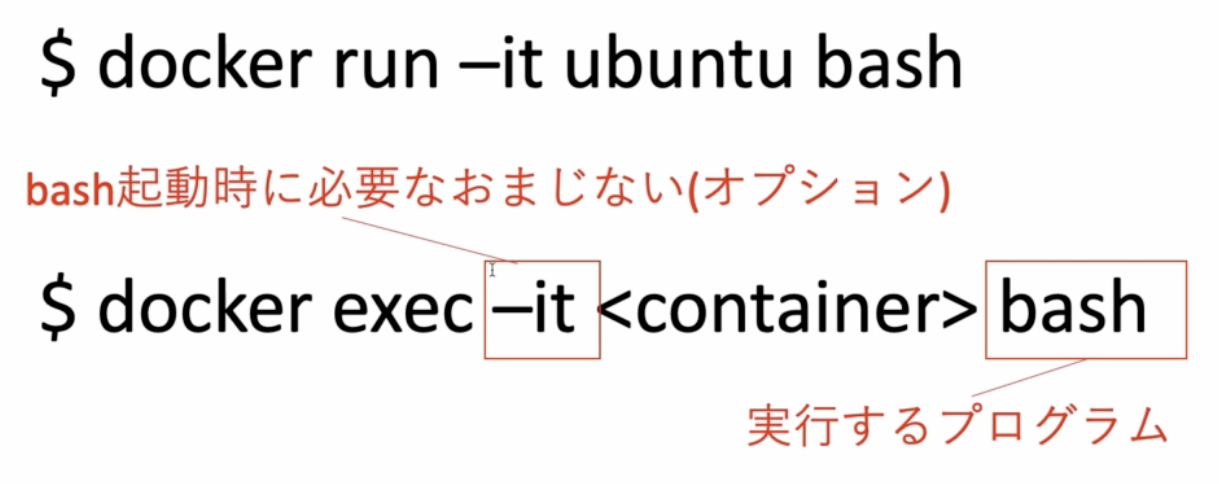 $ docker run –it ubuntu bash
bash起動時に必要なおまじない(オプション)
$ docker exec –it <container> bash
実行するプログラム